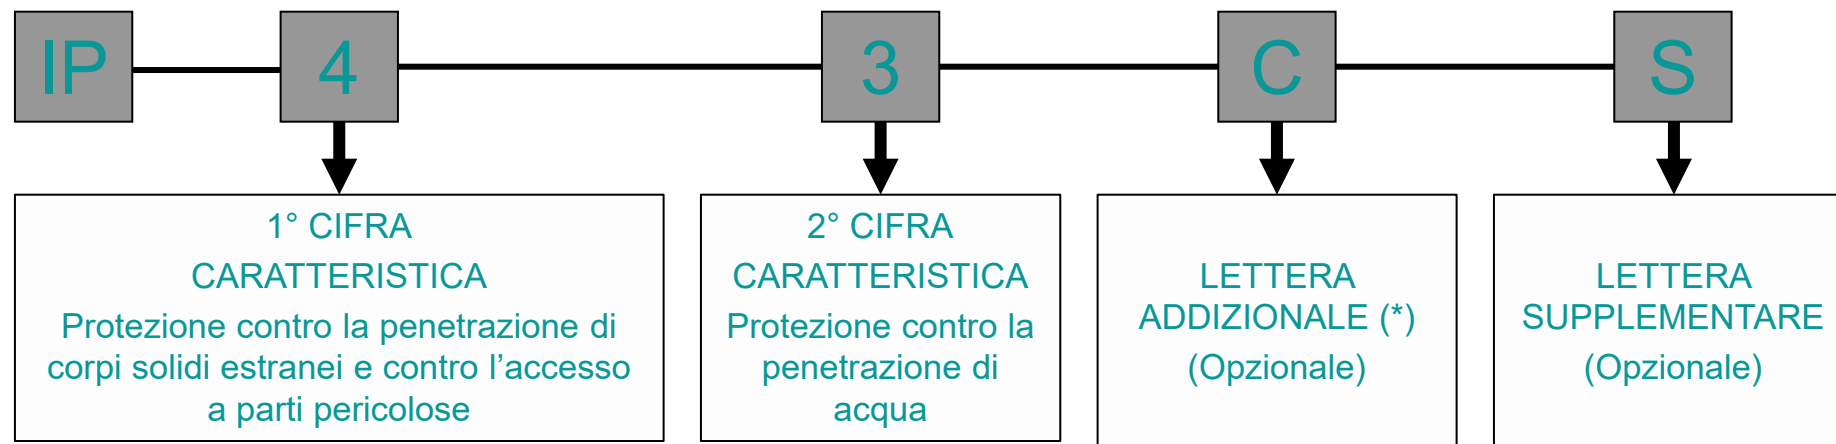 IP 4 3 C S
1° CIFRA
CARATTERISTICA
Protezione contro la penetrazione di
corpi solidi estranei e contro l’accesso
a parti pericolose
2° CIFRA
CARATTERISTICA
Protezione contro la
penetrazione di
acqua
LETTERA
ADDIZIONALE (*)
(Opzionale)
LETTERA
SUPPLEMENTARE
(Opzionale)